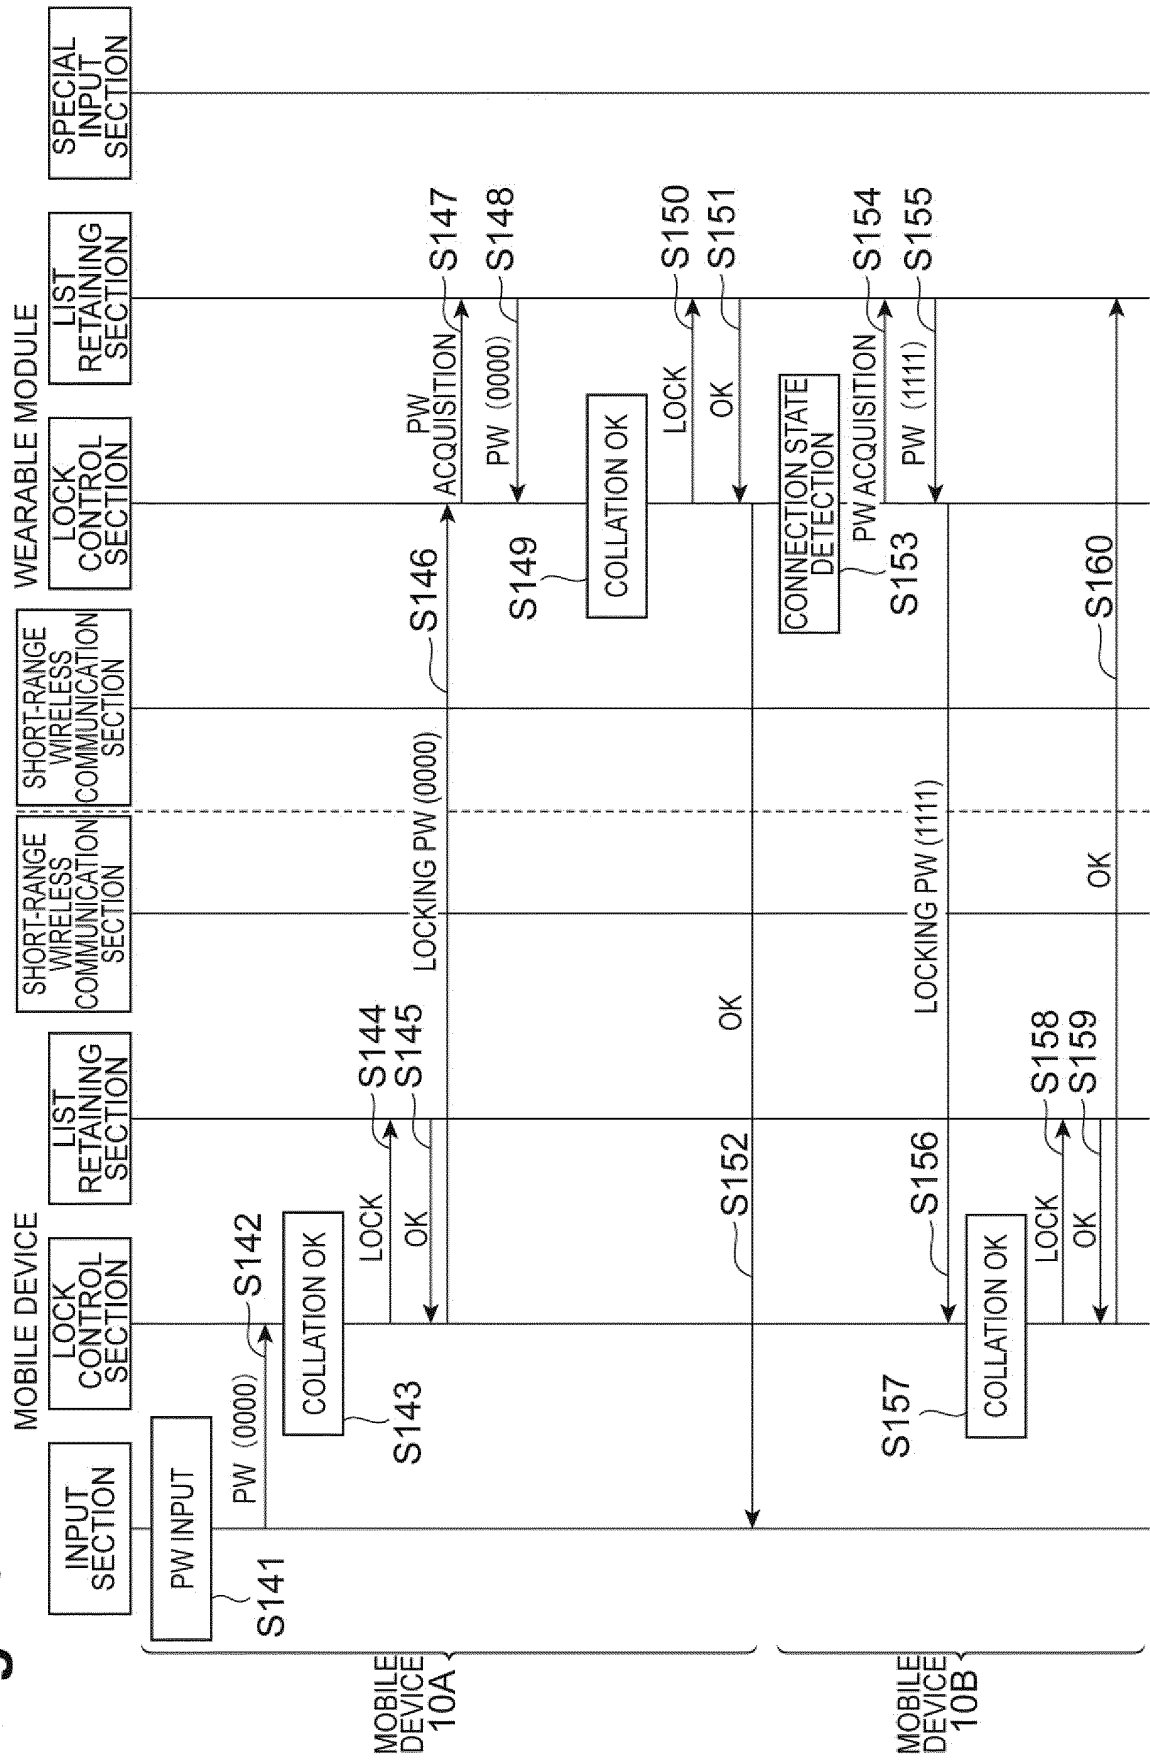 MOBILE DEVICE
WEARABLE MODULE
INPUT
SECTION
LOCK
CONTROL
SECTION
LIST
RETAINING
SECTION
SHORT-RANGE
WIRELESS
COMMUNICATION
SECTION
SHORT-RANGE
WIRELESS
COMMUNICATION
SECTION
LOCK
CONTROL
SECTION
LIST
RETAINING
SECTION
SPECIAL
INPUT
SECTION
MOBILE
DEVICE
10A
PW INPUT
S141
PW (0000)
S142
COLLATION OK
S143
LOCK
S144
OK
S145
LOCKING PW (0000)
S146
PW
ACQUISITION
S147
PW (0000)
S148
S149
COLLATION OK
LOCK
S150
OK
S151
OK
S152
MOBILE
DEVICE
10B
CONNECTION STATE
DETECTION
S153
PW ACQUISITION
S154
PW (1111)
S155
LOCKING PW (1111)
S156
S157
COLLATION OK
LOCK
S158
OK
S159
OK
S160